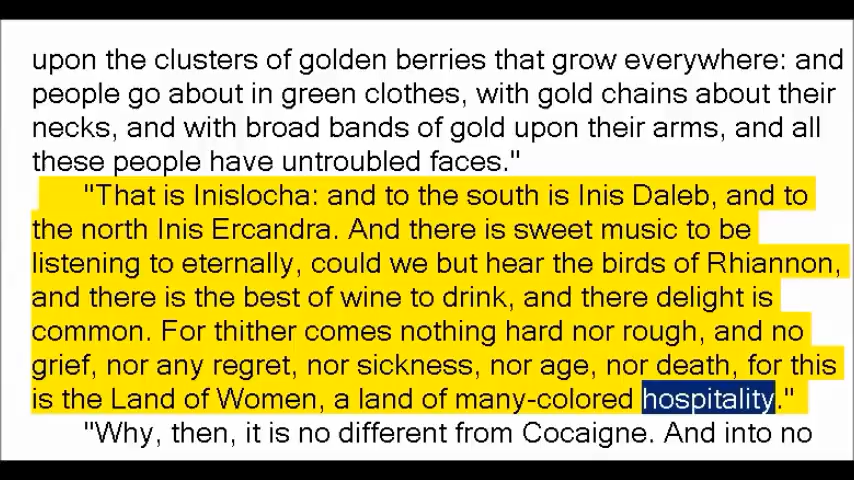 upon the clusters of golden berries that grow everywhere: and
people go about in green clothes, with gold chains about their
necks, and with broad bands of gold upon their arms, and all
these people have untroubled faces."
"That is Inislocha: and to the south is Inis Daleb, and to
the north Inis Ercandra. And there is sweet music to be
listening to eternally, could we but hear the birds of Rhiannon,
and there is the best of wine to drink, and there delight is
common. For thither comes nothing hard nor rough, and no
grief, nor any regret, nor sickness, nor age, nor death, for this
is the Land of Women, a land of many-colored hospitality."
"Why, then, it is no different from Cocaigne. And into no